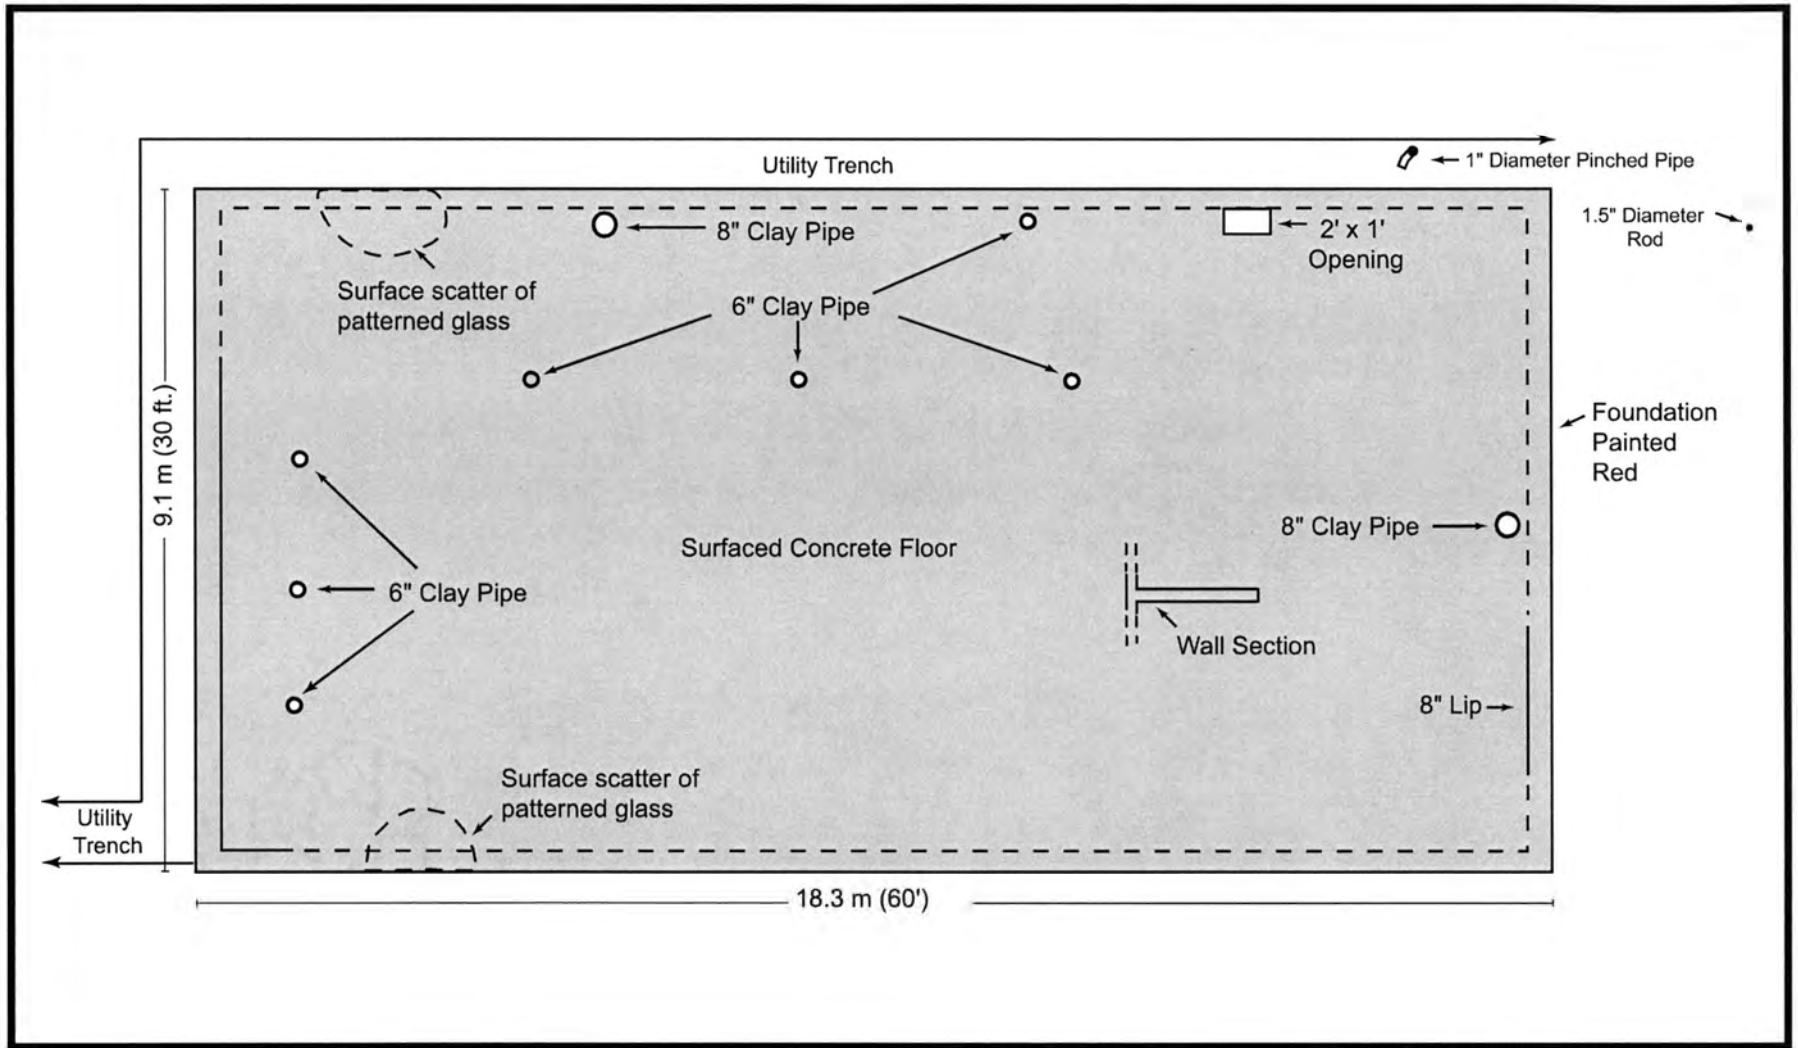 Utility Trench
1" Diameter Pinched Pipe
1.5" Diameter
Rod
8" Clay Pipe
2' x 1'
Opening
Surface scatter of
patterned glass
6" Clay Pipe
9.1 m (30 ft.)
Foundation
Painted
Red
8" Clay Pipe
Surfaced Concrete Floor
6" Clay Pipe
Wall Section
8" Lip
Surface scatter of
patterned glass
Utility
Trench
18.3 m (60')